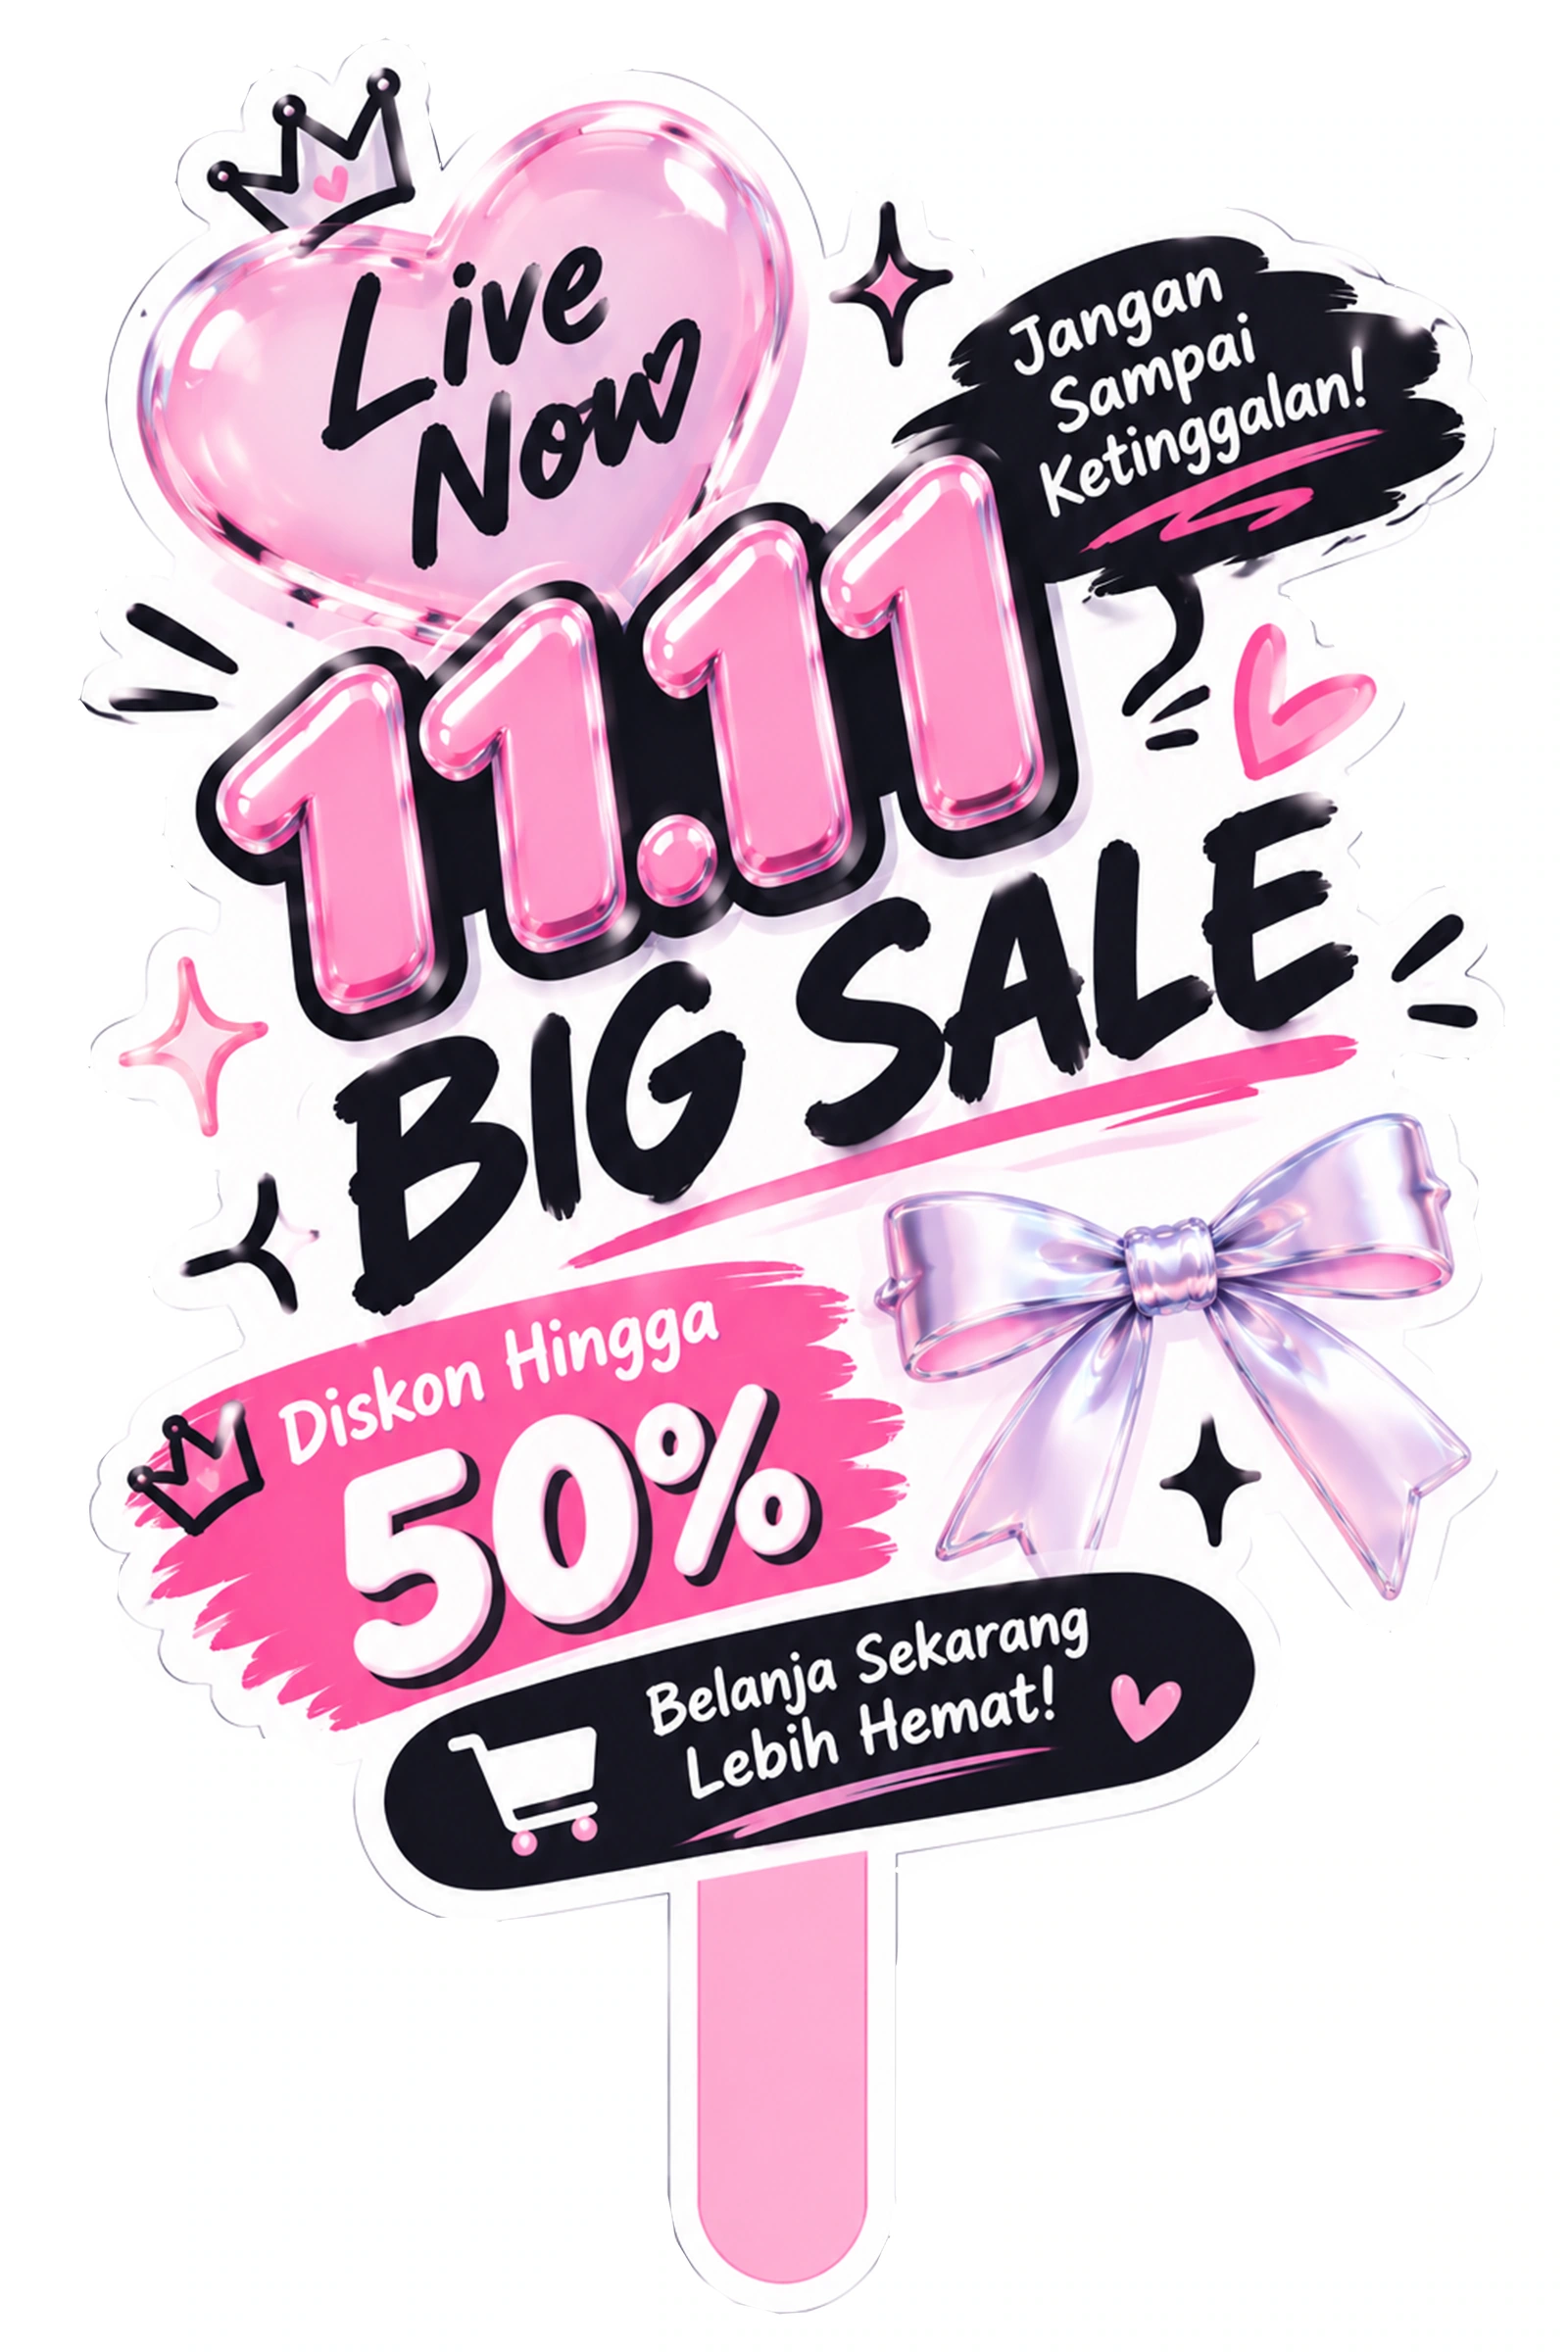 Live
Now
Jangan
Sampai
Ketinggalan!
11.11
BIG SALE
Diskon Hingga
50%
Belanja Sekarang
Lebih Hemat!